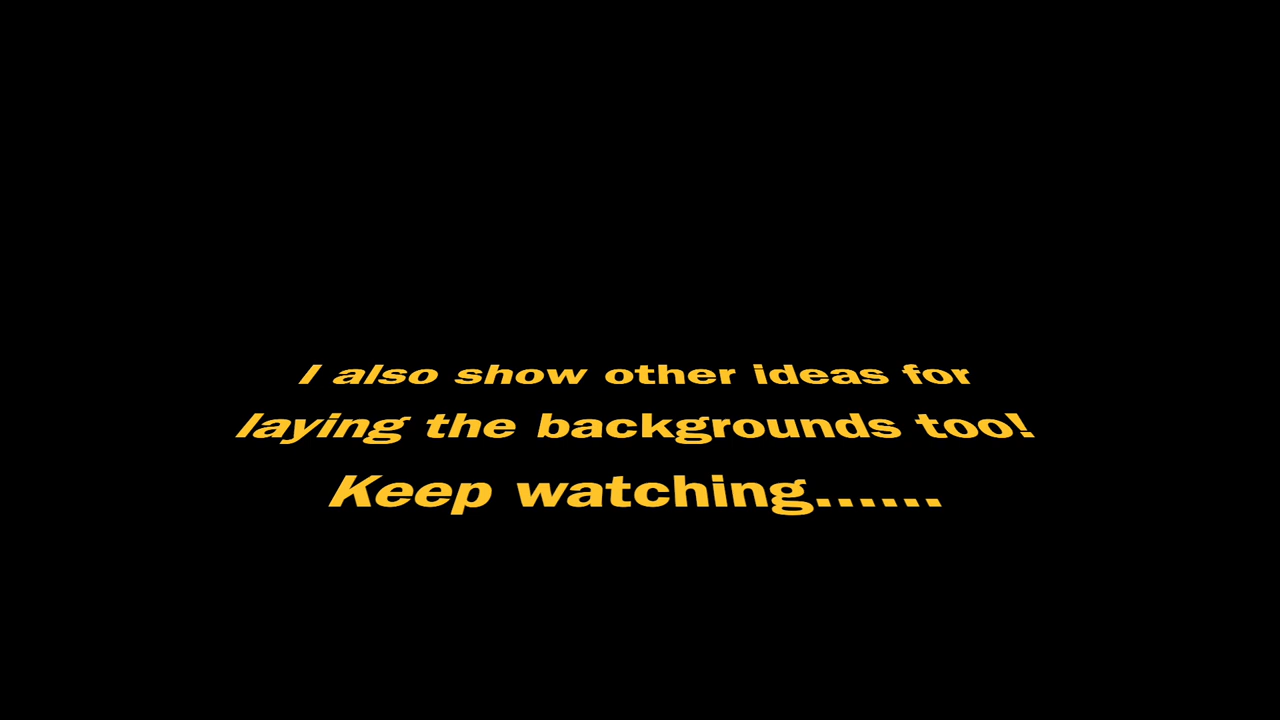 I also show other ideas for
laying the backgrounds too!
Keep watching......